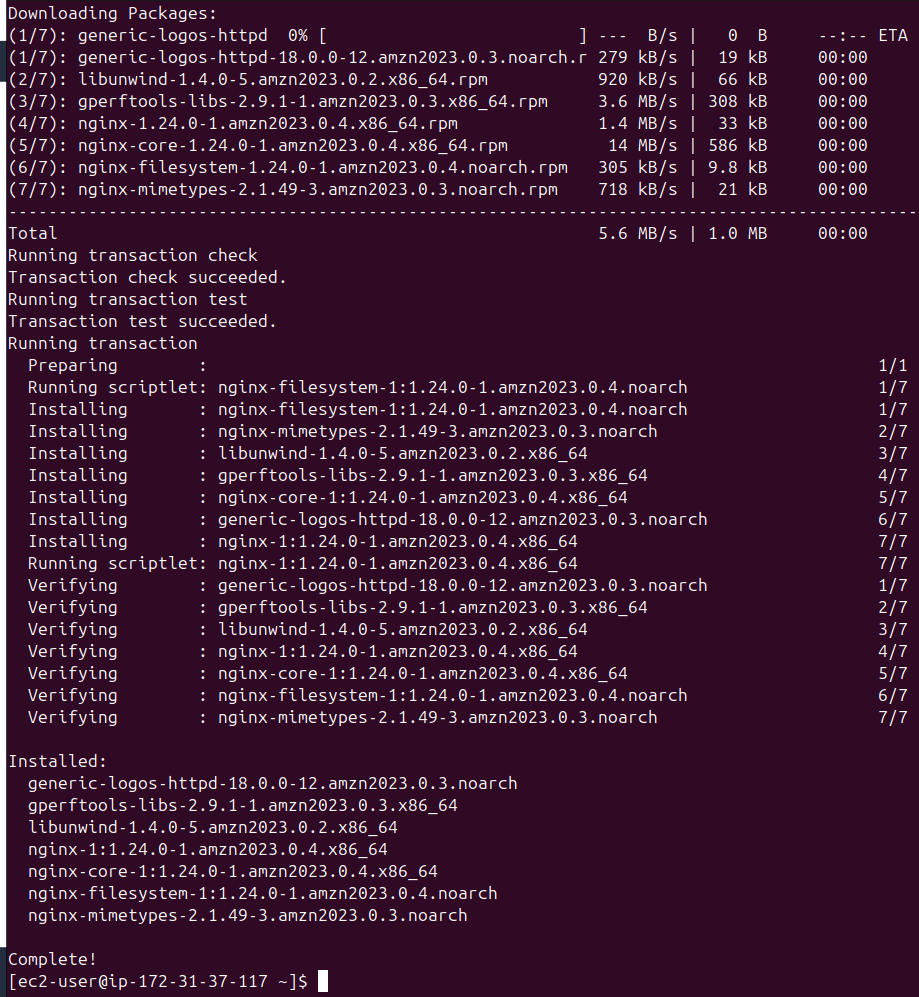 Downloading Packages:
(1/7): generic-logos-httpd  0% [                          ] ---  B/s |   0  B     --:-- ETA
(1/7): generic-logos-httpd-18.0.0-12.amzn2023.0.3.noarch.r 279 kB/s |  19 kB     00:00
(2/7): libunwind-1.4.0-5.amzn2023.0.2.x86_64.rpm           920 kB/s |  66 kB     00:00
(3/7): gperftools-libs-2.9.1-1.amzn2023.0.3.x86_64.rpm     3.6 MB/s | 308 kB     00:00
(4/7): nginx-1.24.0-1.amzn2023.0.4.x86_64.rpm              1.4 MB/s |  33 kB     00:00
(5/7): nginx-core-1.24.0-1.amzn2023.0.4.x86_64.rpm          14 MB/s | 586 kB     00:00
(6/7): nginx-filesystem-1.24.0-1.amzn2023.0.4.noarch.rpm   305 kB/s | 9.8 kB     00:00
(7/7): nginx-mimetypes-2.1.49-3.amzn2023.0.3.noarch.rpm    718 kB/s |  21 kB     00:00
-------------------------------------------------------------------------------------------
Total                                                      5.6 MB/s | 1.0 MB     00:00
Running transaction check
Transaction check succeeded.
Running transaction test
Transaction test succeeded.
Running transaction
  Preparing        :                                                                   1/1
  Running scriptlet: nginx-filesystem-1:1.24.0-1.amzn2023.0.4.noarch                   1/7
  Installing       : nginx-filesystem-1:1.24.0-1.amzn2023.0.4.noarch                   1/7
  Installing       : nginx-mimetypes-2.1.49-3.amzn2023.0.3.noarch                      2/7
  Installing       : libunwind-1.4.0-5.amzn2023.0.2.x86_64                             3/7
  Installing       : gperftools-libs-2.9.1-1.amzn2023.0.3.x86_64                       4/7
  Installing       : nginx-core-1:1.24.0-1.amzn2023.0.4.x86_64                         5/7
  Installing       : generic-logos-httpd-18.0.0-12.amzn2023.0.3.noarch                 6/7
  Installing       : nginx-1:1.24.0-1.amzn2023.0.4.x86_64                              7/7
  Running scriptlet: nginx-1:1.24.0-1.amzn2023.0.4.x86_64                              7/7
  Verifying        : generic-logos-httpd-18.0.0-12.amzn2023.0.3.noarch                 1/7
  Verifying        : gperftools-libs-2.9.1-1.amzn2023.0.3.x86_64                       2/7
  Verifying        : libunwind-1.4.0-5.amzn2023.0.2.x86_64                             3/7
  Verifying        : nginx-1:1.24.0-1.amzn2023.0.4.x86_64                              4/7
  Verifying        : nginx-core-1:1.24.0-1.amzn2023.0.4.x86_64                         5/7
  Verifying        : nginx-filesystem-1:1.24.0-1.amzn2023.0.4.noarch                   6/7
  Verifying        : nginx-mimetypes-2.1.49-3.amzn2023.0.3.noarch                      7/7

Installed:
  generic-logos-httpd-18.0.0-12.amzn2023.0.3.noarch
  gperftools-libs-2.9.1-1.amzn2023.0.3.x86_64
  libunwind-1.4.0-5.amzn2023.0.2.x86_64
  nginx-1:1.24.0-1.amzn2023.0.4.x86_64
  nginx-core-1:1.24.0-1.amzn2023.0.4.x86_64
  nginx-filesystem-1:1.24.0-1.amzn2023.0.4.noarch
  nginx-mimetypes-2.1.49-3.amzn2023.0.3.noarch

Complete!
[ec2-user@ip-172-31-37-117 ~]$